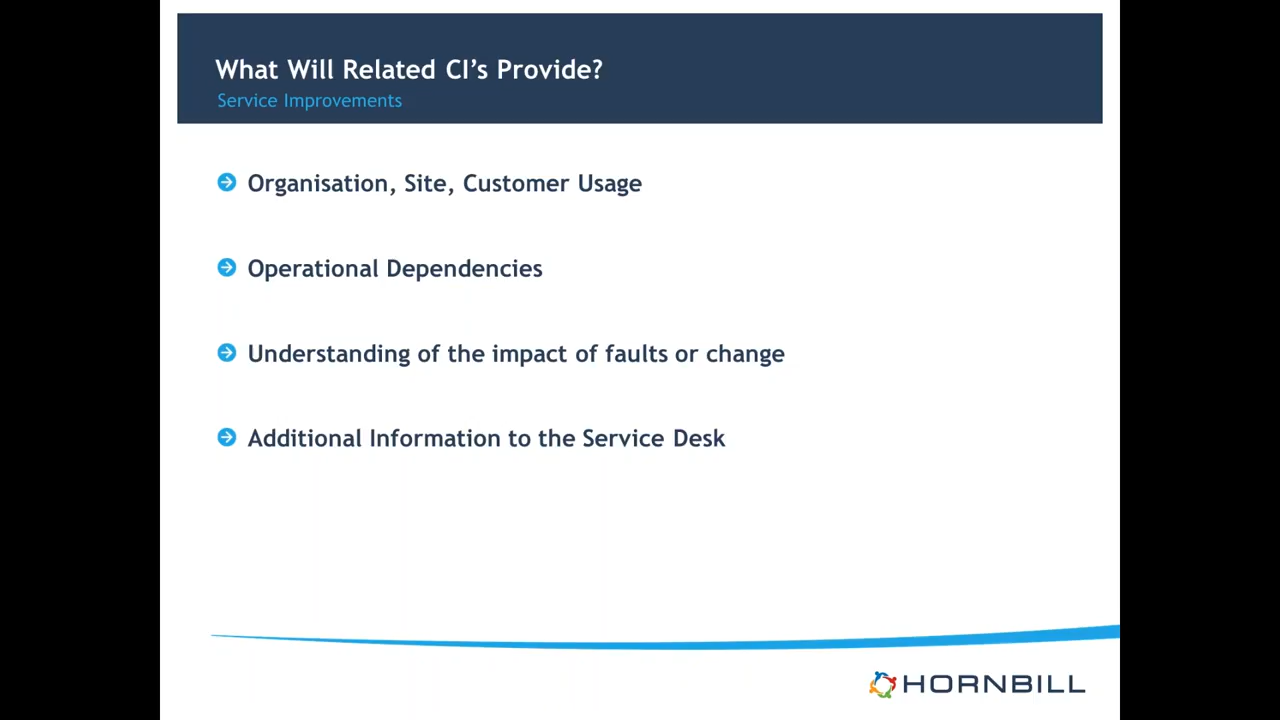 What Will Related CI’s Provide?
Service Improvements
Organisation, Site, Customer Usage
Operational Dependencies
Understanding of the impact of faults or change
Additional Information to the Service Desk
HORNBILL